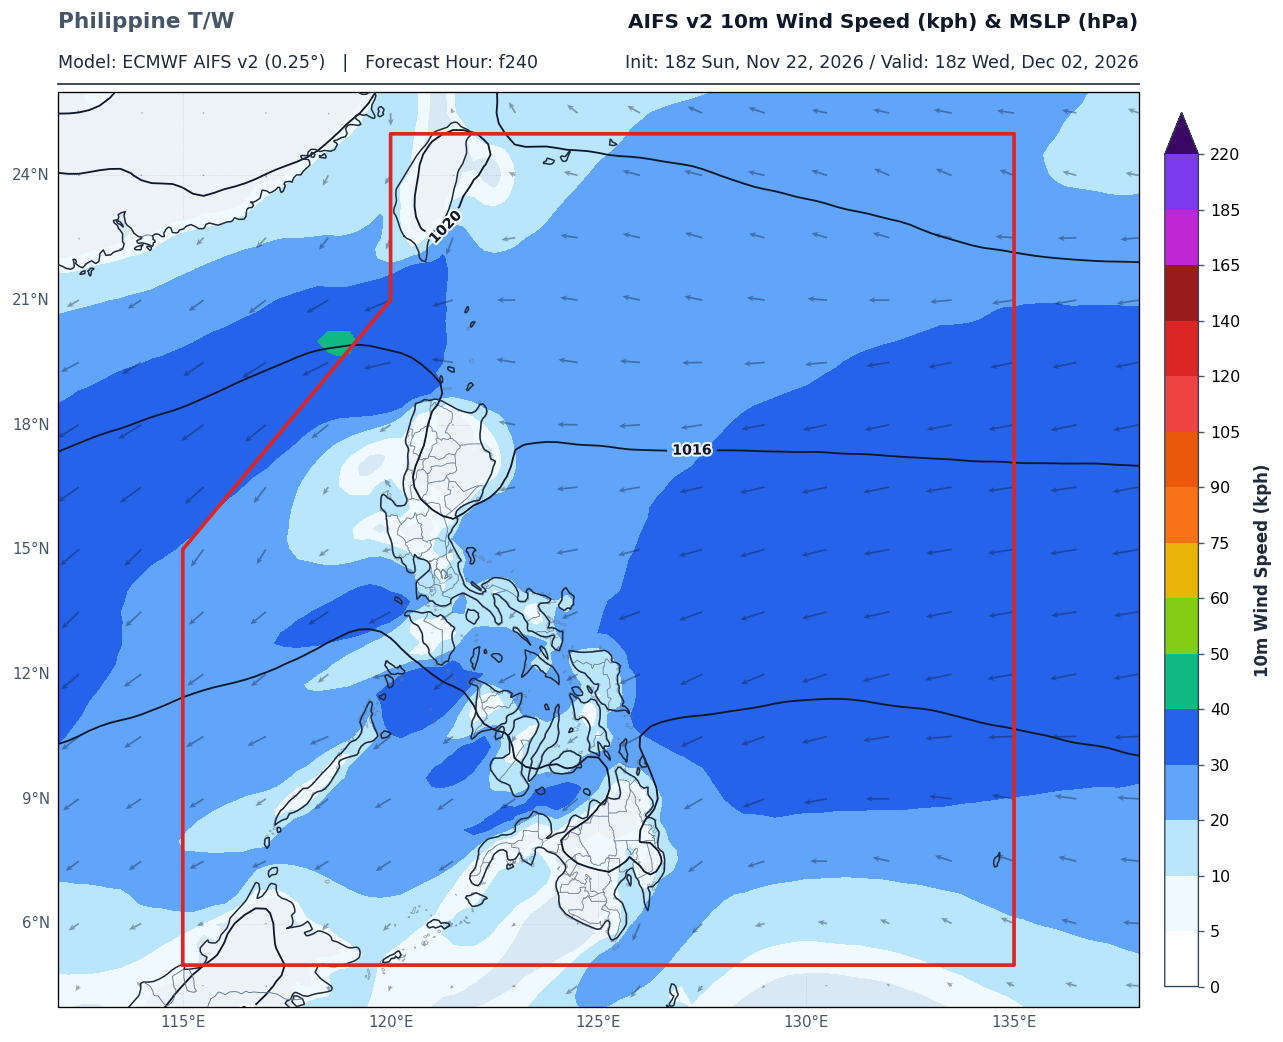 Philippine T/W
AIFS v2 10m Wind Speed (kph) & MSLP (hPa)
Model: ECMWF AIFS v2 (0.25°) | Forecast Hour: f240
Init: 18z Sun, Nov 22, 2026 / Valid: 18z Wed, Dec 02, 2026
24°N
21°N
18°N
15°N
12°N
9°N
6°N
1020
1016
115°E
120°E
125°E
130°E
135°E
220
185
165
140
120
105
90
75
60
50
40
30
20
10
5
0
10m Wind Speed (kph)